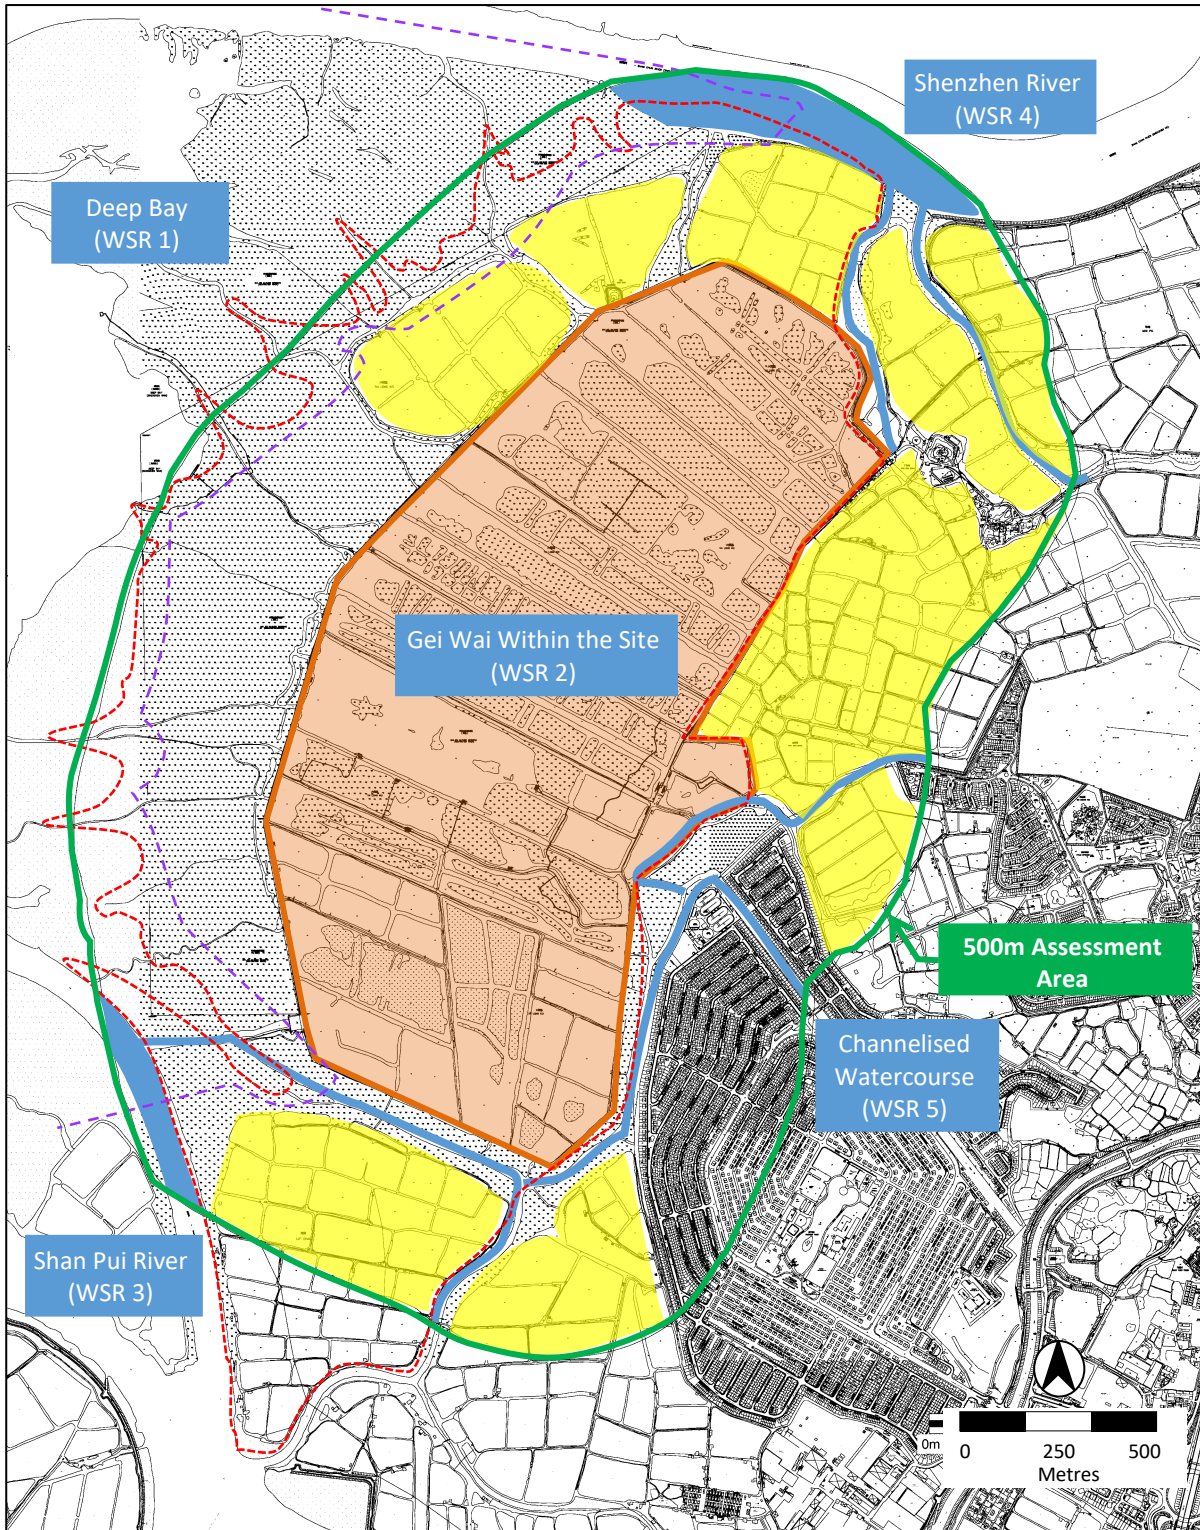 Shenzhen River
(WSR 4)
Deep Bay
(WSR 1)
Gei Wai Within the Site
(WSR 2)
500m Assessment
Area
Channelised
Watercourse
(WSR 5)
Shan Pui River
(WSR 3)
0m
0 250 500
Metres